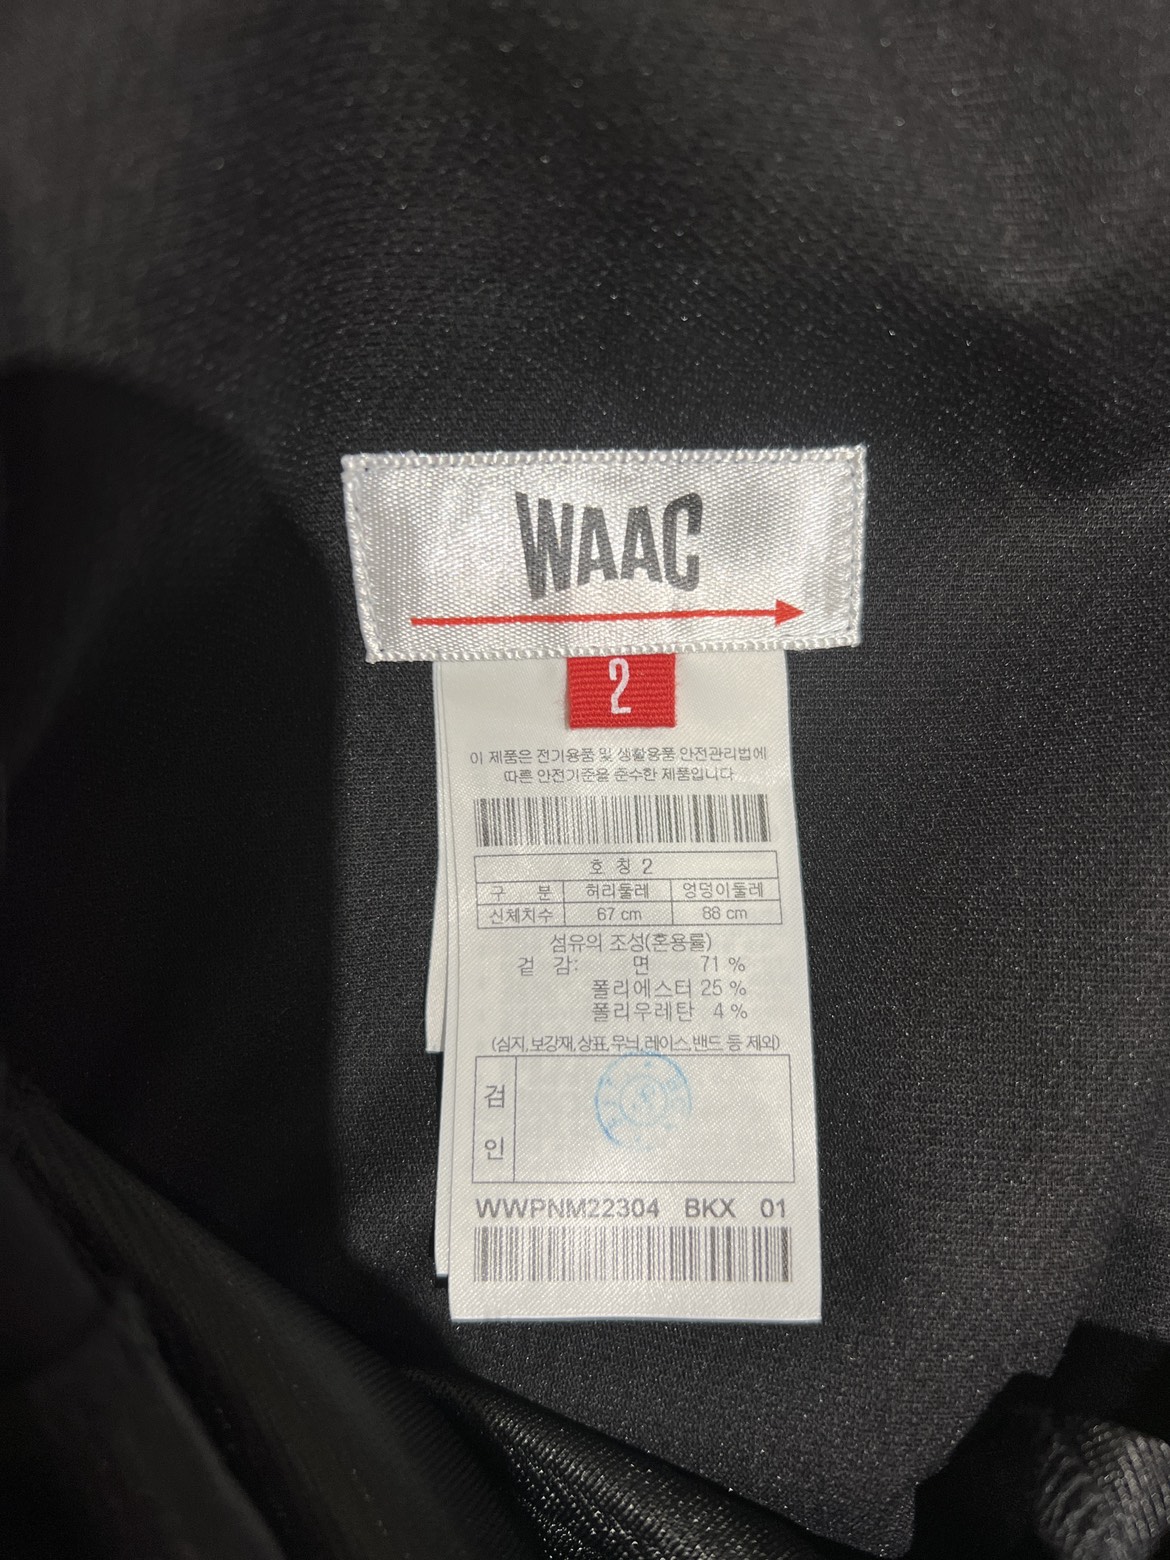 WAAC
2
이 제품은 전기용품 및 생활용품 안전관리법에
따른 안전기준을 준수한 제품입니다
호 칭 2
구 분 허리둘레 엉덩이둘레
신체치수 67 cm 88 cm
섬유의 조성(혼용률)
겉 감: 면 71 %
폴리에스터 25 %
폴리우레탄 4 %
(심지,보강재,상표,무늬,레이스,밴드 등 제외)
검
인
WWPNM22304 BKX 01